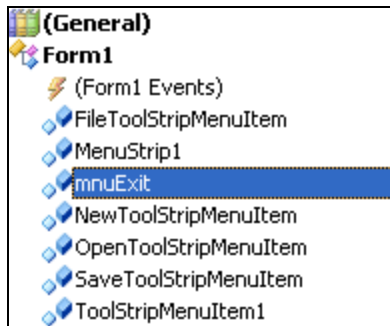 (General)
Form1
(Form1 Events)
FileToolStripMenuItem
MenuStrip1
mnuExit
NewToolStripMenuItem
OpenToolStripMenuItem
SaveToolStripMenuItem
ToolStripMenuItem1